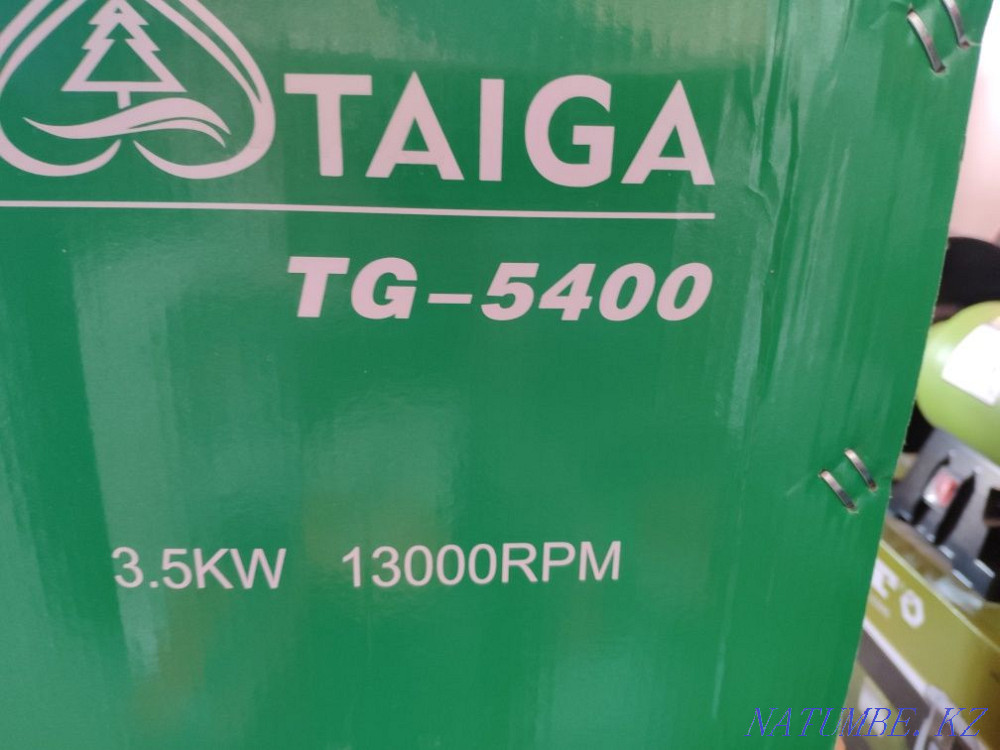 TAIGA
TG-5400
3.5KW 13000RPM
NATUMBE.KZ